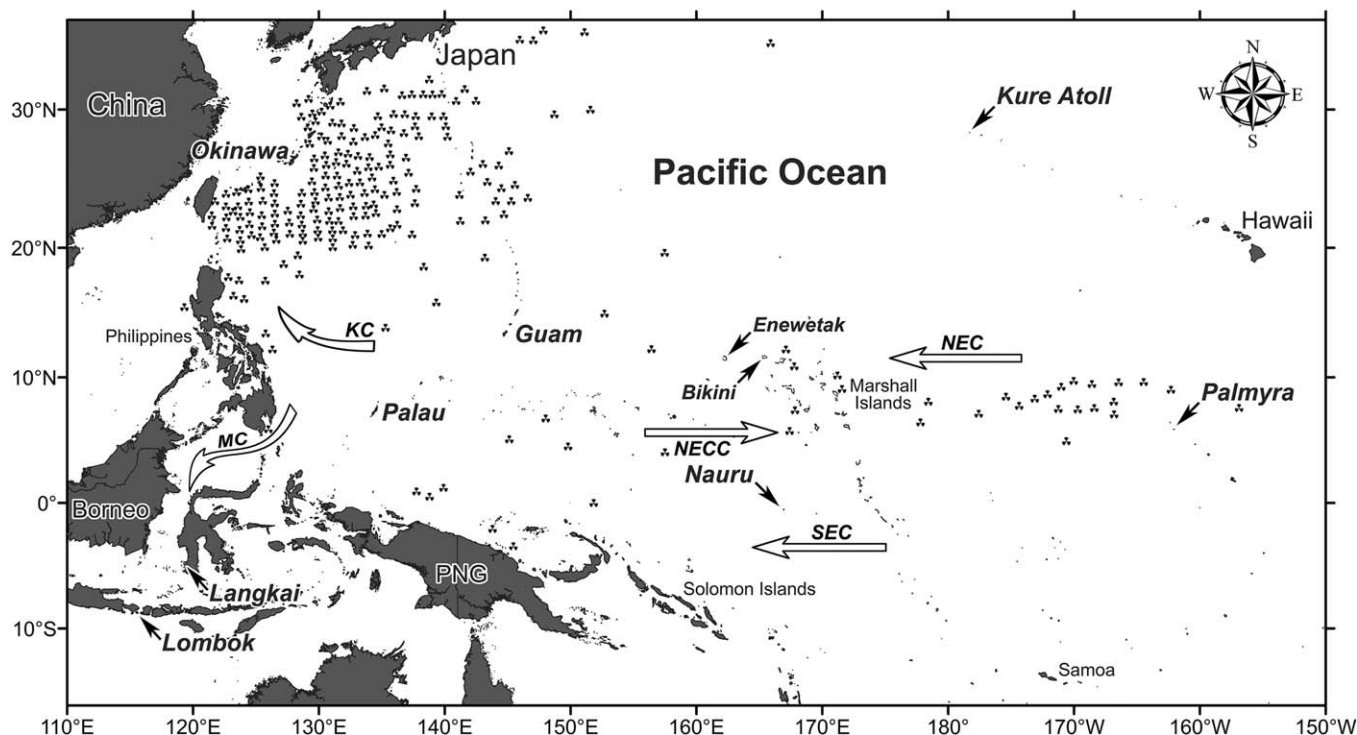 Japan
N
W
E
S
China
30°N
Kure Atoll
Okinawa
Pacific Ocean
Hawaii
20°N
Philippines
KC
Guam
Enewetak
NEC
10°N
Bikini
Marshall
Islands
Palmyra
Palau
MC
NECC
Nauru
0°
Borneo
SEC
PNG
Langkai
Solomon Islands
10°S
Lombok
Samoa
110°E
120°E
130°E
140°E
150°E
160°E
170°E
180°
170°W
160°W
150°W